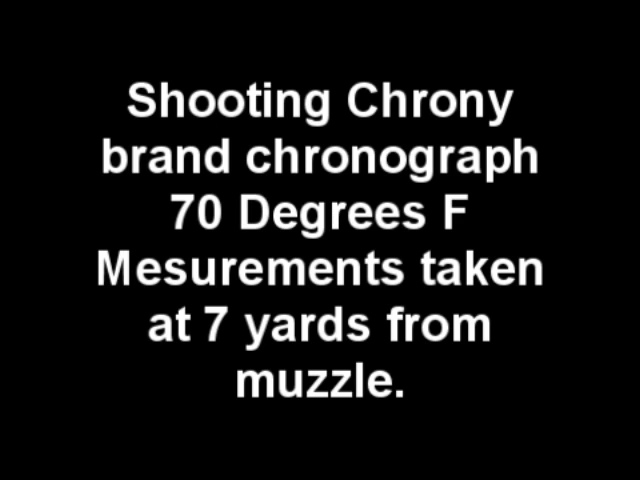 Shooting Chrony
brand chronograph
70 Degrees F
Mesurements taken
at 7 yards from
muzzle.